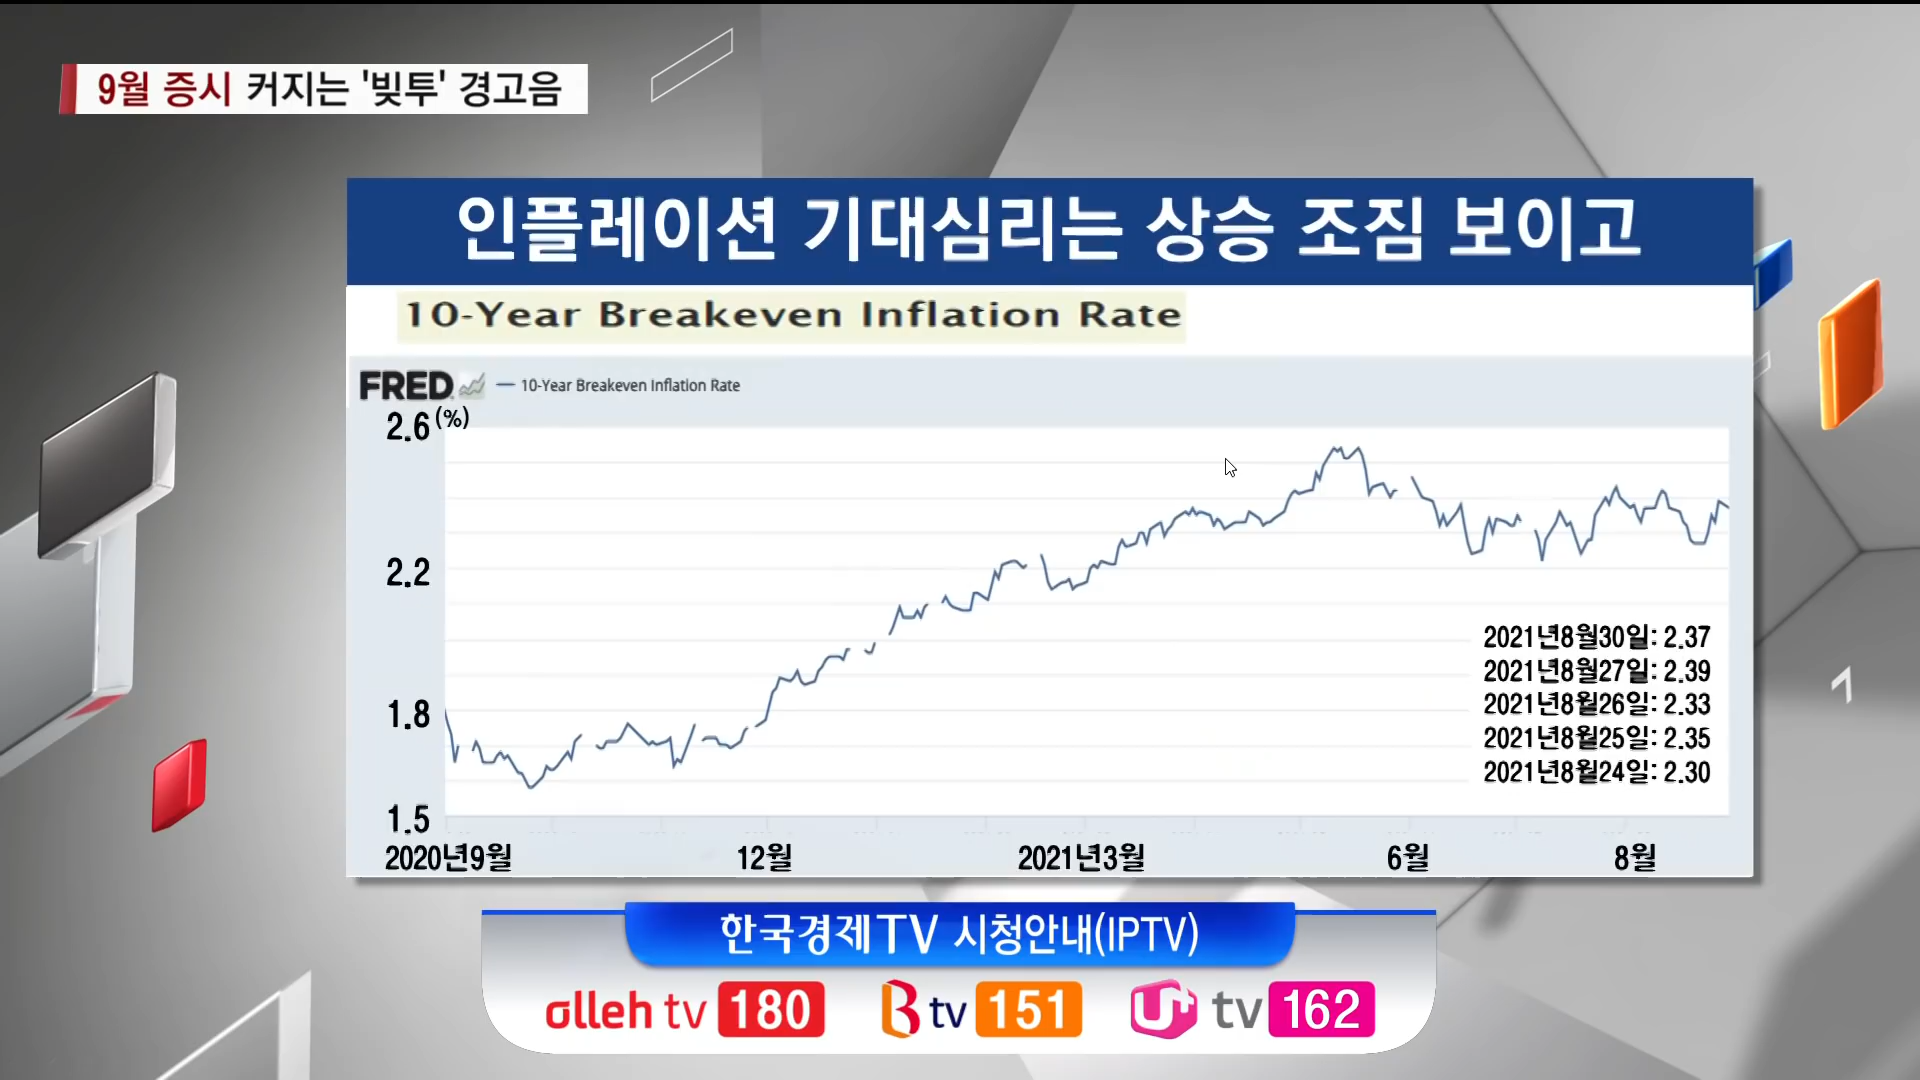 9월 증시 커지는 '빚투' 경고음
인플레이션 기대심리는 상승 조짐 보이고
10-Year Breakeven Inflation Rate
FRED 10-Year Breakeven Inflation Rate
2.6 (%)
2.2
1.8
1.5
2021년8월30일: 2.37
2021년8월27일: 2.39
2021년8월26일: 2.33
2021년8월25일: 2.35
2021년8월24일: 2.30
2020년9월 12월 2021년3월 6월 8월
한국경제TV 시청안내(IPTV)
olleh tv 180 B tv 151 U+ tv 162